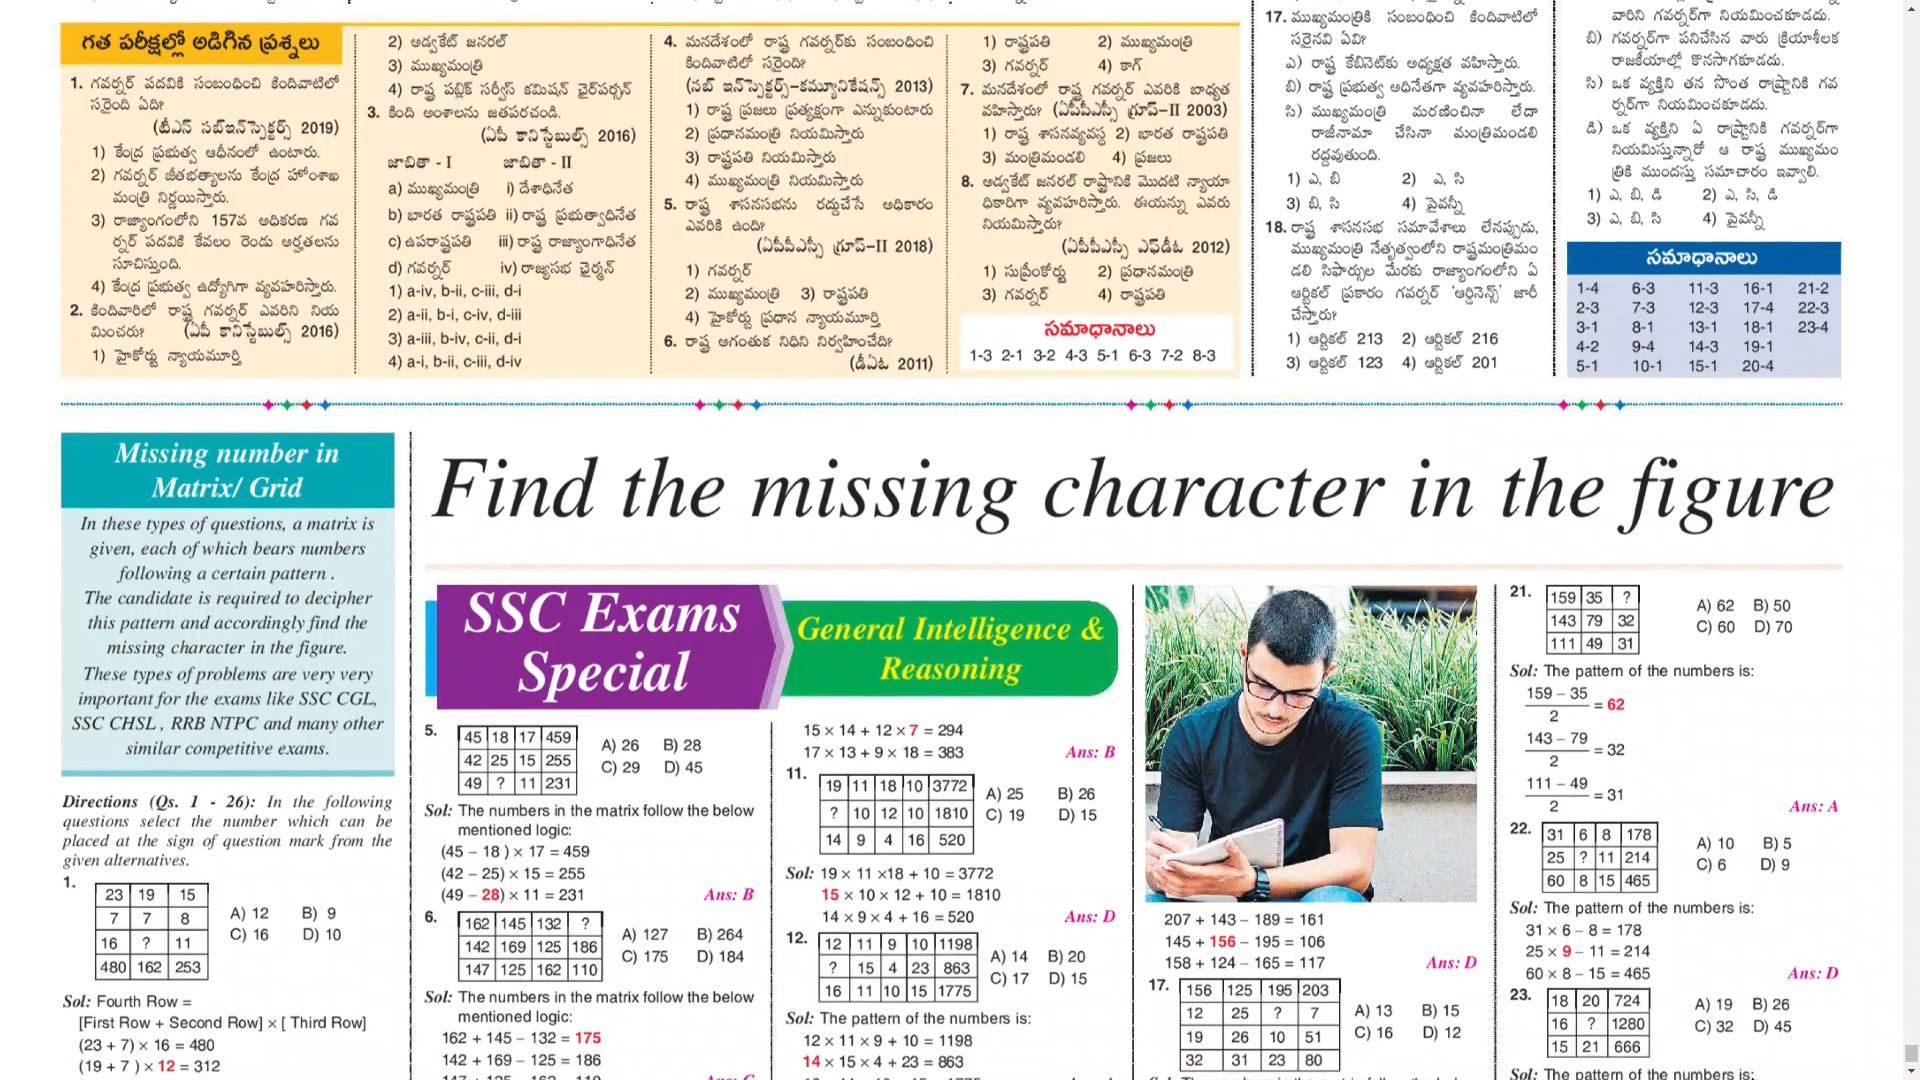 గత పరీక్షల్లో అడిగిన ప్రశ్నలు
1. గవర్నర్ పదవికి సంబంధించి కిందివాటిలో
సరైంది ఏది?
(టీఎస్ సబ్ఇన్‌స్పెక్టర్స్ 2019)
1) కేంద్ర ప్రభుత్వ ఆధీనంలో ఉంటారు.
2) గవర్నర్ జీతభత్యాలను కేంద్ర హోంశాఖ
మంత్రి నిర్ణయిస్తారు.
3) రాజ్యాంగంలోని 157వ అధికరణ గవ
ర్నర్ పదవికి కేవలం రెండు అర్హతలను
సూచిస్తుంది.
4) కేంద్ర ప్రభుత్వ ఉద్యోగిగా వ్యవహరిస్తారు.
2. కిందివారిలో రాష్ట్ర గవర్నర్ ఎవరిని నియ
మించరు? (ఏపీ కానిస్టేబుల్స్ 2016)
1) హైకోర్టు న్యాయమూర్తి
2) అడ్వకేట్ జనరల్
3) ముఖ్యమంత్రి
4) రాష్ట్ర పబ్లిక్ సర్వీస్ కమిషన్ చైర్‌పర్సన్
3. కింది అంశాలను జతపరచండి.
(ఏపీ కానిస్టేబుల్స్ 2016)
జాబితా - I జాబితా - II
a) ముఖ్యమంత్రి i) దేశాధినేత
b) భారత రాష్ట్రపతి ii) రాష్ట్ర ప్రభుత్వాధినేత
c) ఉపరాష్ట్రపతి iii) రాష్ట్ర రాజ్యాంగాధినేత
d) గవర్నర్ iv) రాజ్యసభ ఛైర్మన్
1) a-iv, b-ii, c-iii, d-i
2) a-ii, b-i, c-iv, d-iii
3) a-iii, b-iv, c-ii, d-i
4) a-i, b-ii, c-iii, d-iv
4. మనదేశంలో రాష్ట్ర గవర్నర్‌కు సంబంధించి
కిందివాటిలో సరైంది?
(సబ్ ఇన్‌స్పెక్టర్స్-కమ్యూనికేషన్స్ 2013)
1) రాష్ట్ర ప్రజలు ప్రత్యక్షంగా ఎన్నుకుంటారు
2) ప్రధానమంత్రి నియమిస్తారు
3) రాష్ట్రపతి నియమిస్తారు
4) ముఖ్యమంత్రి నియమిస్తారు
5. రాష్ట్ర శాసనసభను రద్దుచేసే అధికారం
ఎవరికి ఉంది?
(ఏపీపీఎస్సీ గ్రూప్-II 2018)
1) గవర్నర్
2) ముఖ్యమంత్రి 3) రాష్ట్రపతి
4) హైకోర్టు ప్రధాన న్యాయమూర్తి
6. రాష్ట్ర అగంతుక నిధిని నిర్వహించేది?
(డీఏఓ 2011)
1) రాష్ట్రపతి 2) ముఖ్యమంత్రి
3) గవర్నర్ 4) కాగ్
7. మనదేశంలో రాష్ట్ర గవర్నర్ ఎవరికి బాధ్యత
వహిస్తారు? (ఏపీపీఎస్సీ గ్రూప్-II 2003)
1) రాష్ట్ర శాసనవ్యవస్థ 2) భారత రాష్ట్రపతి
3) మంత్రిమండలి 4) ప్రజలు
8. అడ్వకేట్ జనరల్ రాష్ట్రానికి మొదటి న్యాయా
ధికారిగా వ్యవహరిస్తారు. ఈయన్ను ఎవరు
నియమిస్తారు?
(ఏపీపీఎస్సీ ఎఫ్‌డీఓ 2012)
1) సుప్రీంకోర్టు 2) ప్రధానమంత్రి
3) గవర్నర్ 4) రాష్ట్రపతి
సమాధానాలు
1-3 2-1 3-2 4-3 5-1 6-3 7-2 8-3
17. ముఖ్యమంత్రికి సంబంధించి కిందివాటిలో
సరైనవి ఏవి?
ఎ) రాష్ట్ర కేబినెట్‌కు అధ్యక్షత వహిస్తారు.
బి) రాష్ట్ర ప్రభుత్వ అధినేతగా వ్యవహరిస్తారు.
సి) ముఖ్యమంత్రి మరణించినా లేదా
రాజీనామా చేసినా మంత్రిమండలి
రద్దవుతుంది.
1) ఎ, బి 2) ఎ, సి
3) బి, సి 4) పైవన్నీ
18. రాష్ట్ర శాసనసభ సమావేశాలు లేనప్పుడు,
ముఖ్యమంత్రి నేతృత్వంలోని రాష్ట్రమంత్రిమం
డలి సిఫార్సుల మేరకు రాజ్యాంగంలోని ఏ
ఆర్టికల్ ప్రకారం గవర్నర్ 'ఆర్డినెన్స్' జారీ
చేస్తారు?
1) ఆర్టికల్ 213 2) ఆర్టికల్ 216
3) ఆర్టికల్ 123 4) ఆర్టికల్ 201
వారిని గవర్నర్‌గా నియమించకూడదు.
బి) గవర్నర్‌గా పనిచేసిన వారు క్రియాశీలక
రాజకీయాల్లో కొనసాగకూడదు.
సి) ఒక వ్యక్తిని తన సొంత రాష్ట్రానికి గవ
ర్నర్‌గా నియమించకూడదు.
డి) ఒక వ్యక్తిని ఏ రాష్ట్రానికి గవర్నర్‌గా
నియమిస్తున్నారో ఆ రాష్ట్ర ముఖ్యమం
త్రికి ముందస్తు సమాచారం ఇవ్వాలి.
1) ఎ, బి, డి 2) ఎ, సి, డి
3) ఎ, బి, సి 4) పైవన్నీ
సమాధానాలు
1-4 6-3 11-3 16-1 21-2
2-3 7-3 12-3 17-4 22-3
3-1 8-1 13-1 18-1 23-4
4-2 9-4 14-3 19-1
5-1 10-1 15-1 20-4
Missing number in
Matrix/ Grid
In these types of questions, a matrix is
given, each of which bears numbers
following a certain pattern .
The candidate is required to decipher
this pattern and accordingly find the
missing character in the figure.
These types of problems are very very
important for the exams like SSC CGL,
SSC CHSL , RRB NTPC and many other
similar competitive exams.
Directions (Qs. 1 - 26): In the following
questions select the number which can be
placed at the sign of question mark from the
given alternatives.
1.
23 19 15
7 7 8
16 ? 11
480 162 253
A) 12 B) 9
C) 16 D) 10
Sol: Fourth Row =
[First Row + Second Row] × [ Third Row]
(23 + 7) × 16 = 480
(19 + 7 ) × 12 = 312
Find the missing character in the figure
SSC Exams
Special
General Intelligence &
Reasoning
5.
45 18 17 459
42 25 15 255
49 ? 11 231
A) 26 B) 28
C) 29 D) 45
Sol: The numbers in the matrix follow the below
mentioned logic:
(45 – 18 ) × 17 = 459
(42 – 25) × 15 = 255
(49 – 28) × 11 = 231
Ans: B
6.
162 145 132 ?
142 169 125 186
147 125 162 110
A) 127 B) 264
C) 175 D) 184
Sol: The numbers in the matrix follow the below
mentioned logic:
162 + 145 - 132 = 175
142 + 169 – 125 = 186
15 × 14 + 12 × 7 = 294
17 × 13 + 9 × 18 = 383
Ans: B
11.
19 11 18 10 3772
? 10 12 10 1810
14 9 4 16 520
A) 25 B) 26
C) 19 D) 15
Sol: 19 × 11 ×18 + 10 = 3772
15 × 10 × 12 + 10 = 1810
14 × 9 × 4 + 16 = 520
Ans: D
12.
12 11 9 10 1198
? 15 4 23 863
16 11 10 15 1775
A) 14 B) 20
C) 17 D) 15
Sol: The pattern of the numbers is:
12 × 11 × 9 + 10 = 1198
14 × 15 × 4 + 23 = 863
207 + 143 – 189 = 161
145 + 156 – 195 = 106
158 + 124 – 165 = 117
Ans: D
17.
156 125 195 203
12 25 ? 7
19 26 10 51
32 31 23 80
A) 13 B) 15
C) 16 D) 12
21.
159 35 ?
143 79 32
111 49 31
A) 62 B) 50
C) 60 D) 70
Sol: The pattern of the numbers is:
159 – 35
2
= 62
143 – 79
2
= 32
111 – 49
2
= 31
Ans: A
22.
31 6 8 178
25 ? 11 214
60 8 15 465
A) 10 B) 5
C) 6 D) 9
Sol: The pattern of the numbers is:
31 × 6 – 8 = 178
25 × 9 – 11 = 214
60 × 8 – 15 = 465
Ans: D
23.
18 20 724
16 ? 1280
15 21 666
A) 19 B) 26
C) 32 D) 45
Sol: The pattern of the numbers is: